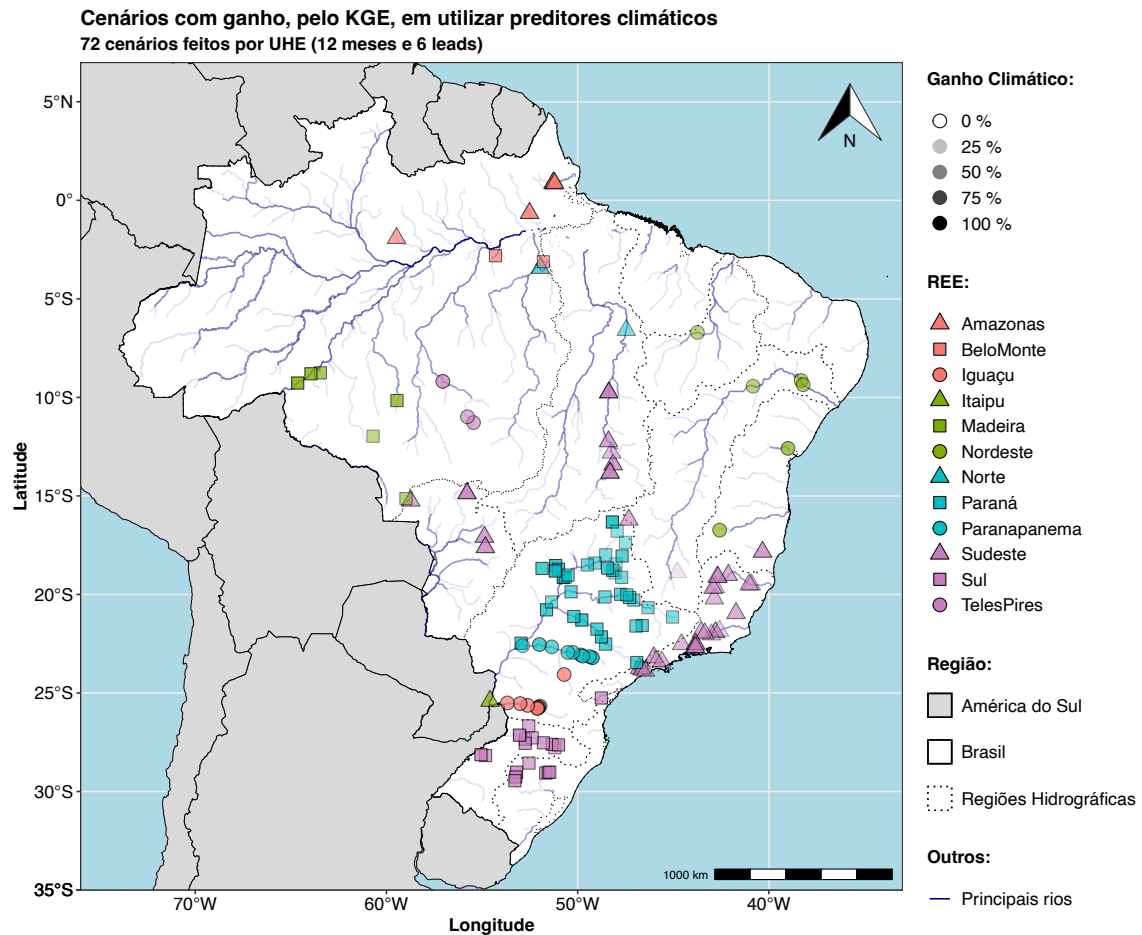 Cenários com ganho, pelo KGE, em utilizar preditores climáticos
72 cenários feitos por UHE (12 meses e 6 leads)
5°N
0°
5°S
10°S
15°S
20°S
25°S
30°S
35°S
Latitude
70°W
60°W
50°W
40°W
Longitude
N
1000 km
Ganho Climático:
0 %
25 %
50 %
75 %
100 %
REE:
Amazonas
BeloMonte
Iguaçu
Itaipu
Madeira
Nordeste
Norte
Paraná
Paranapanema
Sudeste
Sul
TelesPires
Região:
América do Sul
Brasil
Regiões Hidrográficas
Outros:
Principais rios